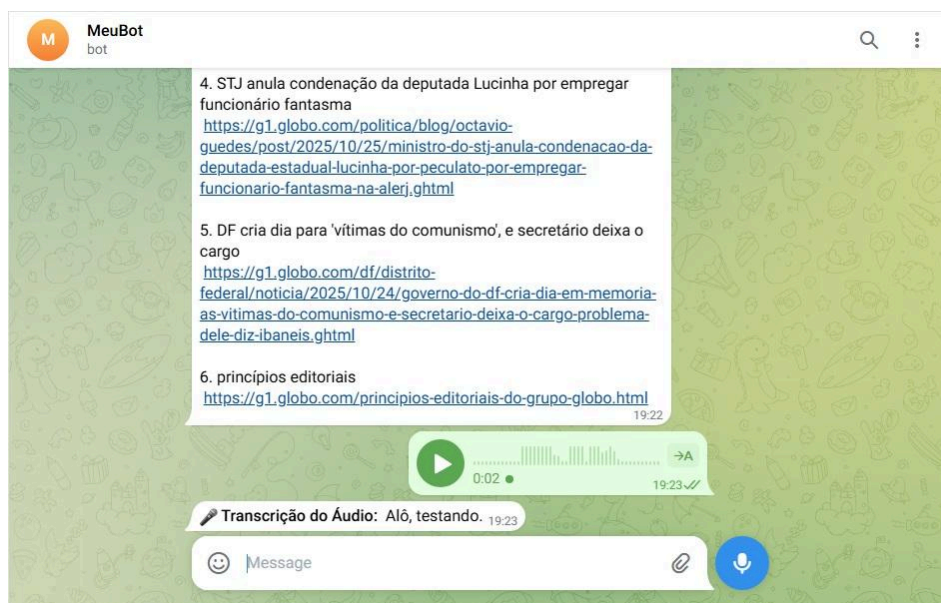 M
MeuBot
bot
4. STJ anula condenação da deputada Lucinha por empregar
funcionário fantasma
https://g1.globo.com/politica/blog/octavio-
guedes/post/2025/10/25/ministro-do-stj-anula-condenacao-da-
deputada-estadual-lucinha-por-peculato-por-empregar-
funcionario-fantasma-na-alerj.ghtml
5. DF cria dia para 'vítimas do comunismo', e secretário deixa o
cargo
https://g1.globo.com/df/distrito-
federal/noticia/2025/10/24/governo-do-df-cria-dia-em-memoria-
as-vitimas-do-comunismo-e-secretario-deixa-o-cargo-problema-
dele-diz-ibaneis.ghtml
6. princípios editoriais
https://g1.globo.com/principios-editoriais-do-grupo-globo.html
19:22
→A
0:02
19:23
Transcrição do Áudio: Alô, testando. 19:23
Message